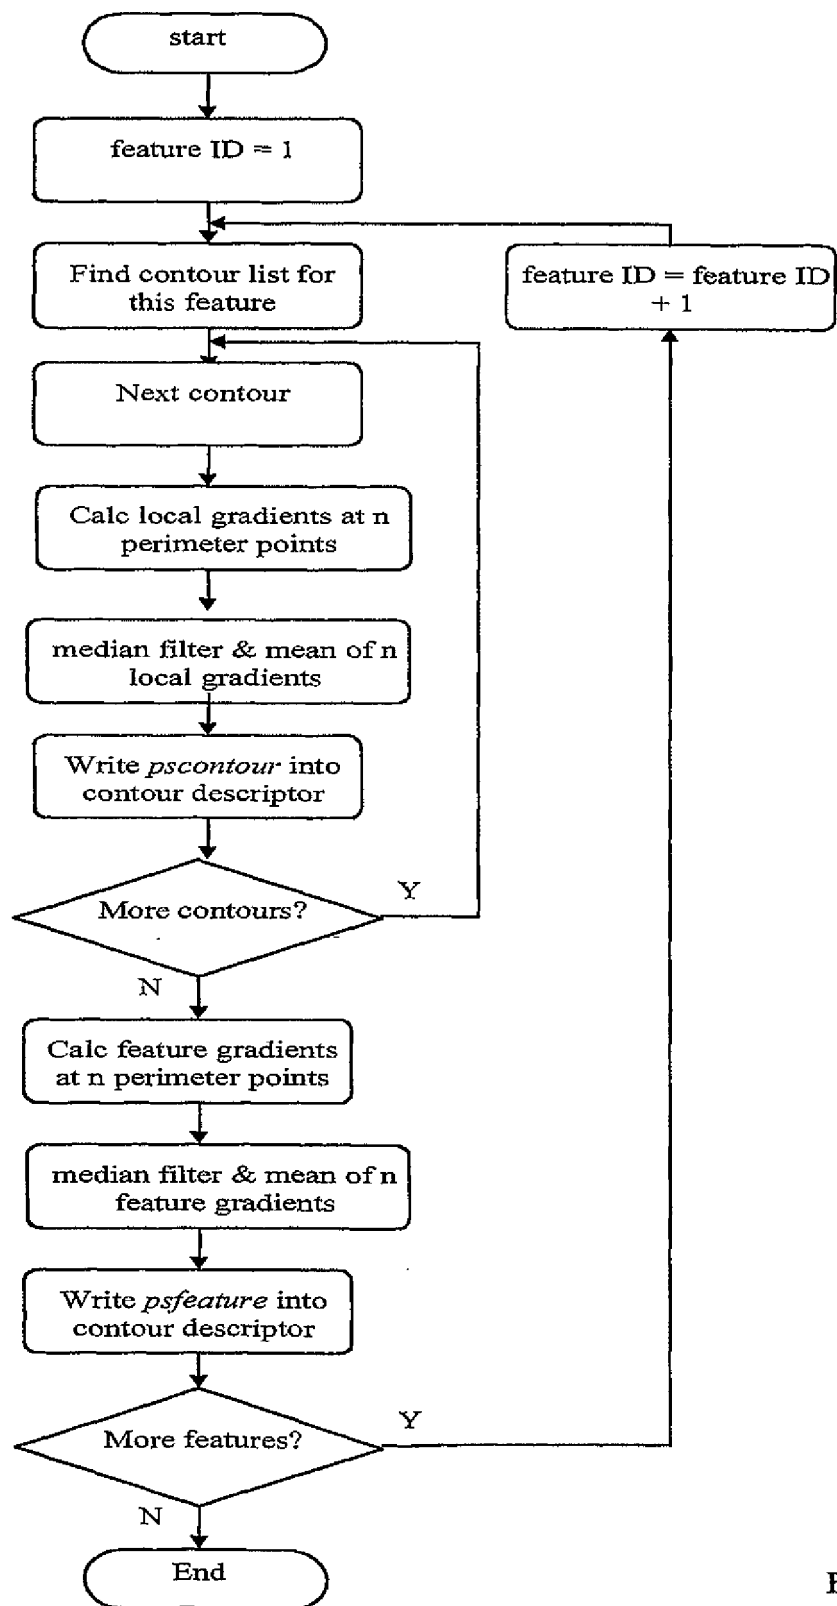 start
feature ID = 1
Find contour list for
this feature
feature ID = feature ID
+ 1
Next contour
Calc local gradients at n
perimeter points
median filter & mean of n
local gradients
Write pscontour into
contour descriptor
More contours?
Y
N
Calc feature gradients
at n perimeter points
median filter & mean of n
feature gradients
Write psfeature into
contour descriptor
More features?
Y
N
End